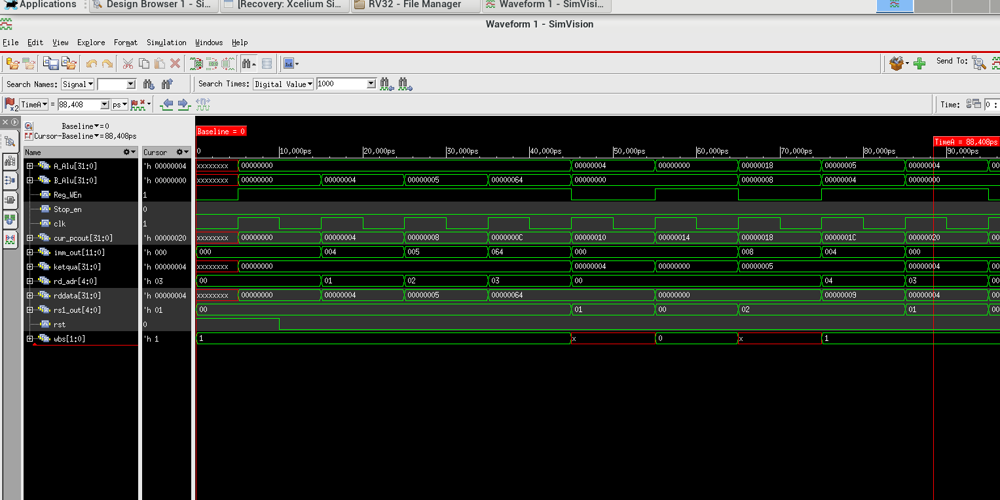 Applications Design Browser 1 - Si... [Recovery: Xcelium Si... RV32 - File Manager Waveform 1 - SimVisi...
Waveform 1 - SimVision
File Edit View Explore Format Simulation Windows Help
Send To:
Search Names: Signal Search Times: Digital Value 1000
x2 TimeA = 88,408 ps Time: 0 :
Baseline = 0
Cursor-Baseline = 88,408ps
Baseline = 0
TimeA = 88,408ps
Name Cursor 0 10,000ps 20,000ps 30,000ps 40,000ps 50,000ps 60,000ps 70,000ps 80,000ps 90,000ps
A_Alu[31:0] 'h 00000004 xxxxxxxx 00000000 00000004 00000000 00000018 00000005 00000004 00
B_Alu[31:0] 'h 00000000 xxxxxxxx 00000000 00000004 00000005 00000064 00000000 00000008 00000004 00000000
Reg_WEn 1
Stop_en 0
clk 1
cur_pcout[31:0] 'h 00000020 xxxxxxxx 00000000 00000004 00000008 0000000C 00000010 00000014 00000018 0000001C 00000020 00
imm_out[11:0] 'h 000 000 004 005 064 000 008 004 000
ketqua[31:0] 'h 00000004 xxxxxxxx 00000000 00000004 00000000 00000005 00000004 00
rd_adr[4:0] 'h 03 00 01 02 03 00 04 03 00
rddata[31:0] 'h 00000004 xxxxxxxx 00000000 00000004 00000005 00000064 00000000 00000009 00000004 00
rs1_out[4:0] 'h 01 00 01 00 02 01 00
rst 0
wbs[1:0] 'h 1 1 x 0 x 1